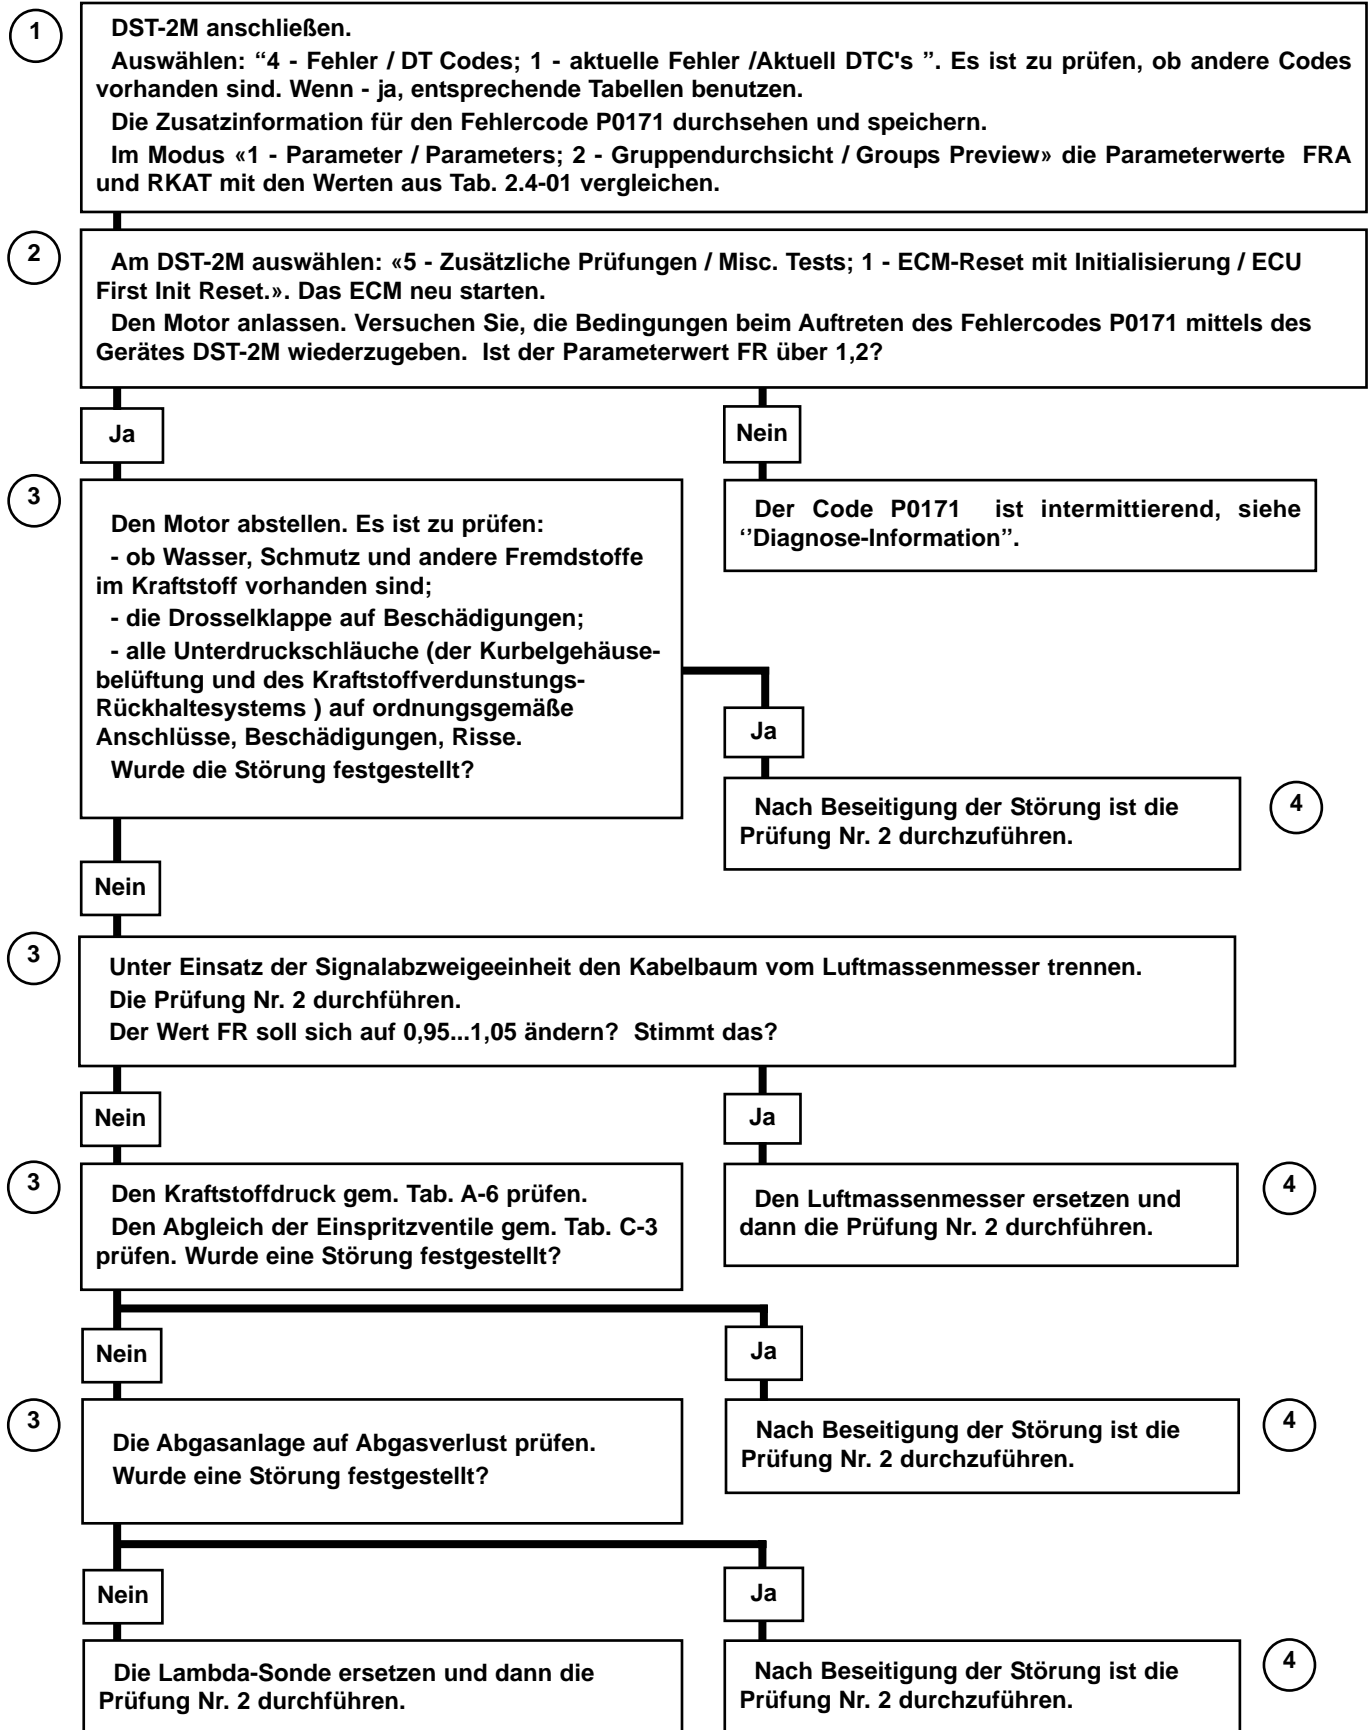 1
DST-2M anschließen.
Auswählen: “4 - Fehler / DT Codes; 1 - aktuelle Fehler /Aktuell DTC's ”. Es ist zu prüfen, ob andere Codes
vorhanden sind. Wenn - ja, entsprechende Tabellen benutzen.
Die Zusatzinformation für den Fehlercode P0171 durchsehen und speichern.
Im Modus «1 - Parameter / Parameters; 2 - Gruppendurchsicht / Groups Preview» die Parameterwerte FRA
und RKAT mit den Werten aus Tab. 2.4-01 vergleichen.
2
Am DST-2M auswählen: «5 - Zusätzliche Prüfungen / Misc. Tests; 1 - ECM-Reset mit Initialisierung / ECU
First Init Reset.». Das ECM neu starten.
Den Motor anlassen. Versuchen Sie, die Bedingungen beim Auftreten des Fehlercodes P0171 mittels des
Gerätes DST-2M wiederzugeben. Ist der Parameterwert FR über 1,2?
Ja
Nein
3
Den Motor abstellen. Es ist zu prüfen:
- ob Wasser, Schmutz und andere Fremdstoffe
im Kraftstoff vorhanden sind;
- die Drosselklappe auf Beschädigungen;
- alle Unterdruckschläuche (der Kurbelgehäuse-
belüftung und des Kraftstoffverdunstungs-
Rückhaltesystems ) auf ordnungsgemäße
Anschlüsse, Beschädigungen, Risse.
Wurde die Störung festgestellt?
Der Code P0171 ist intermittierend, siehe
‘’Diagnose-Information’’.
Ja
Nach Beseitigung der Störung ist die
Prüfung Nr. 2 durchzuführen.
4
Nein
3
Unter Einsatz der Signalabzweigeeinheit den Kabelbaum vom Luftmassenmesser trennen.
Die Prüfung Nr. 2 durchführen.
Der Wert FR soll sich auf 0,95...1,05 ändern? Stimmt das?
Nein
Ja
3
Den Kraftstoffdruck gem. Tab. A-6 prüfen.
Den Abgleich der Einspritzventile gem. Tab. C-3
prüfen. Wurde eine Störung festgestellt?
Den Luftmassenmesser ersetzen und
dann die Prüfung Nr. 2 durchführen.
4
Nein
Ja
3
Die Abgasanlage auf Abgasverlust prüfen.
Wurde eine Störung festgestellt?
Nach Beseitigung der Störung ist die
Prüfung Nr. 2 durchzuführen.
4
Nein
Ja
Die Lambda-Sonde ersetzen und dann die
Prüfung Nr. 2 durchführen.
Nach Beseitigung der Störung ist die
Prüfung Nr. 2 durchzuführen.
4